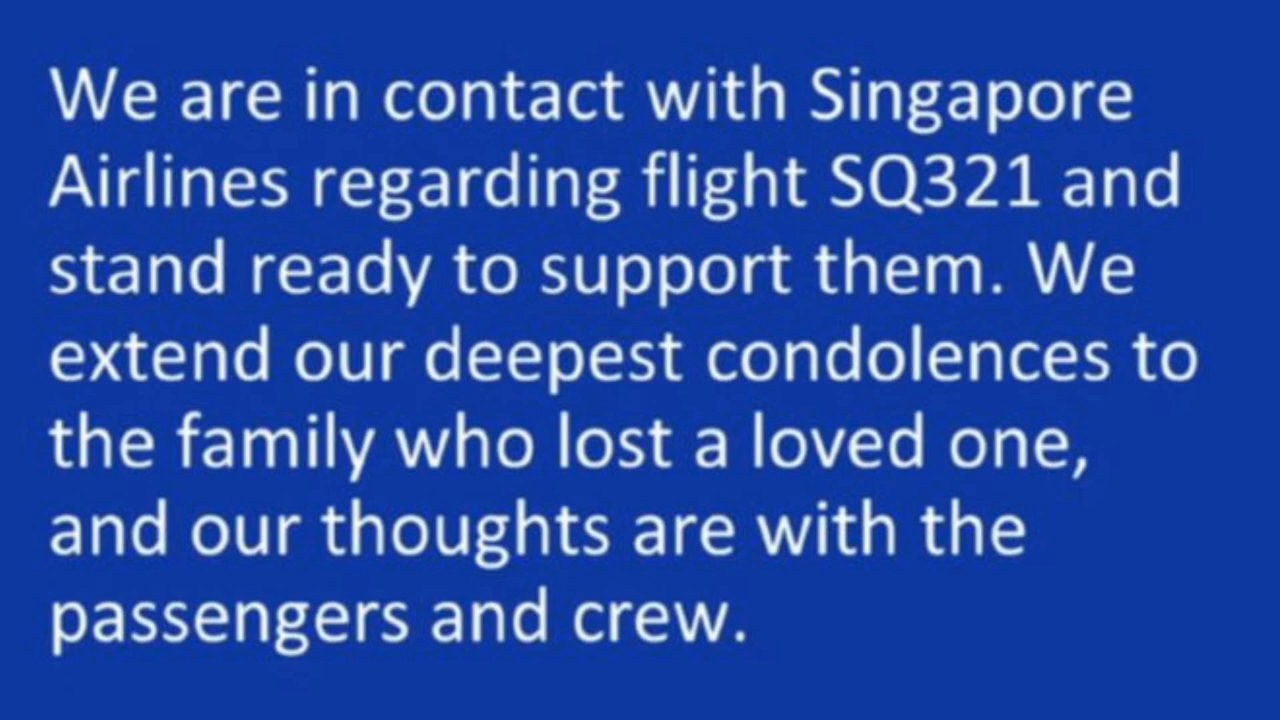 We are in contact with Singapore
Airlines regarding flight SQ321 and
stand ready to support them. We
extend our deepest condolences to
the family who lost a loved one,
and our thoughts are with the
passengers and crew.